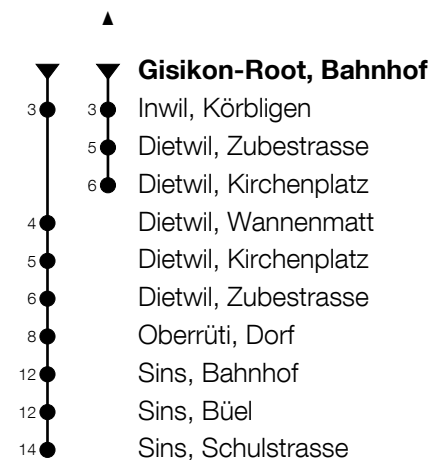 Gisikon-Root, Bahnhof
3 3 Inwil, Körbligen
5 Dietwil, Zubestrasse
6 Dietwil, Kirchenplatz
4 Dietwil, Wannenmatt
5 Dietwil, Kirchenplatz
6 Dietwil, Zubestrasse
8 Oberrüti, Dorf
12 Sins, Bahnhof
12 Sins, Büel
14 Sins, Schulstrasse